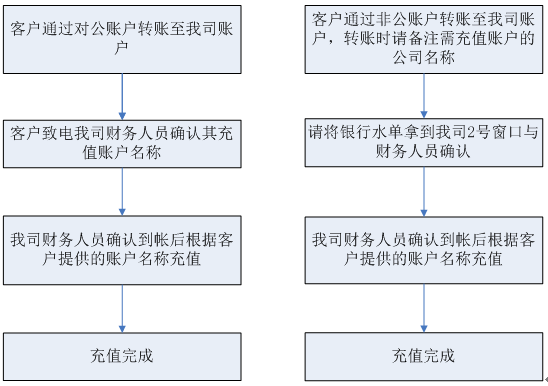 客户通过对公账户转账至我司账
户
客户致电我司财务人员确认其充
值账户名称
我司财务人员确认到帐后根据客
户提供的账户名称充值
充值完成
客户通过非公账户转账至我司账
户，转账时请备注需充值账户的
公司名称
请将银行水单拿到我司2号窗口与
财务人员确认
我司财务人员确认到帐后根据客
户提供的账户名称充值
充值完成